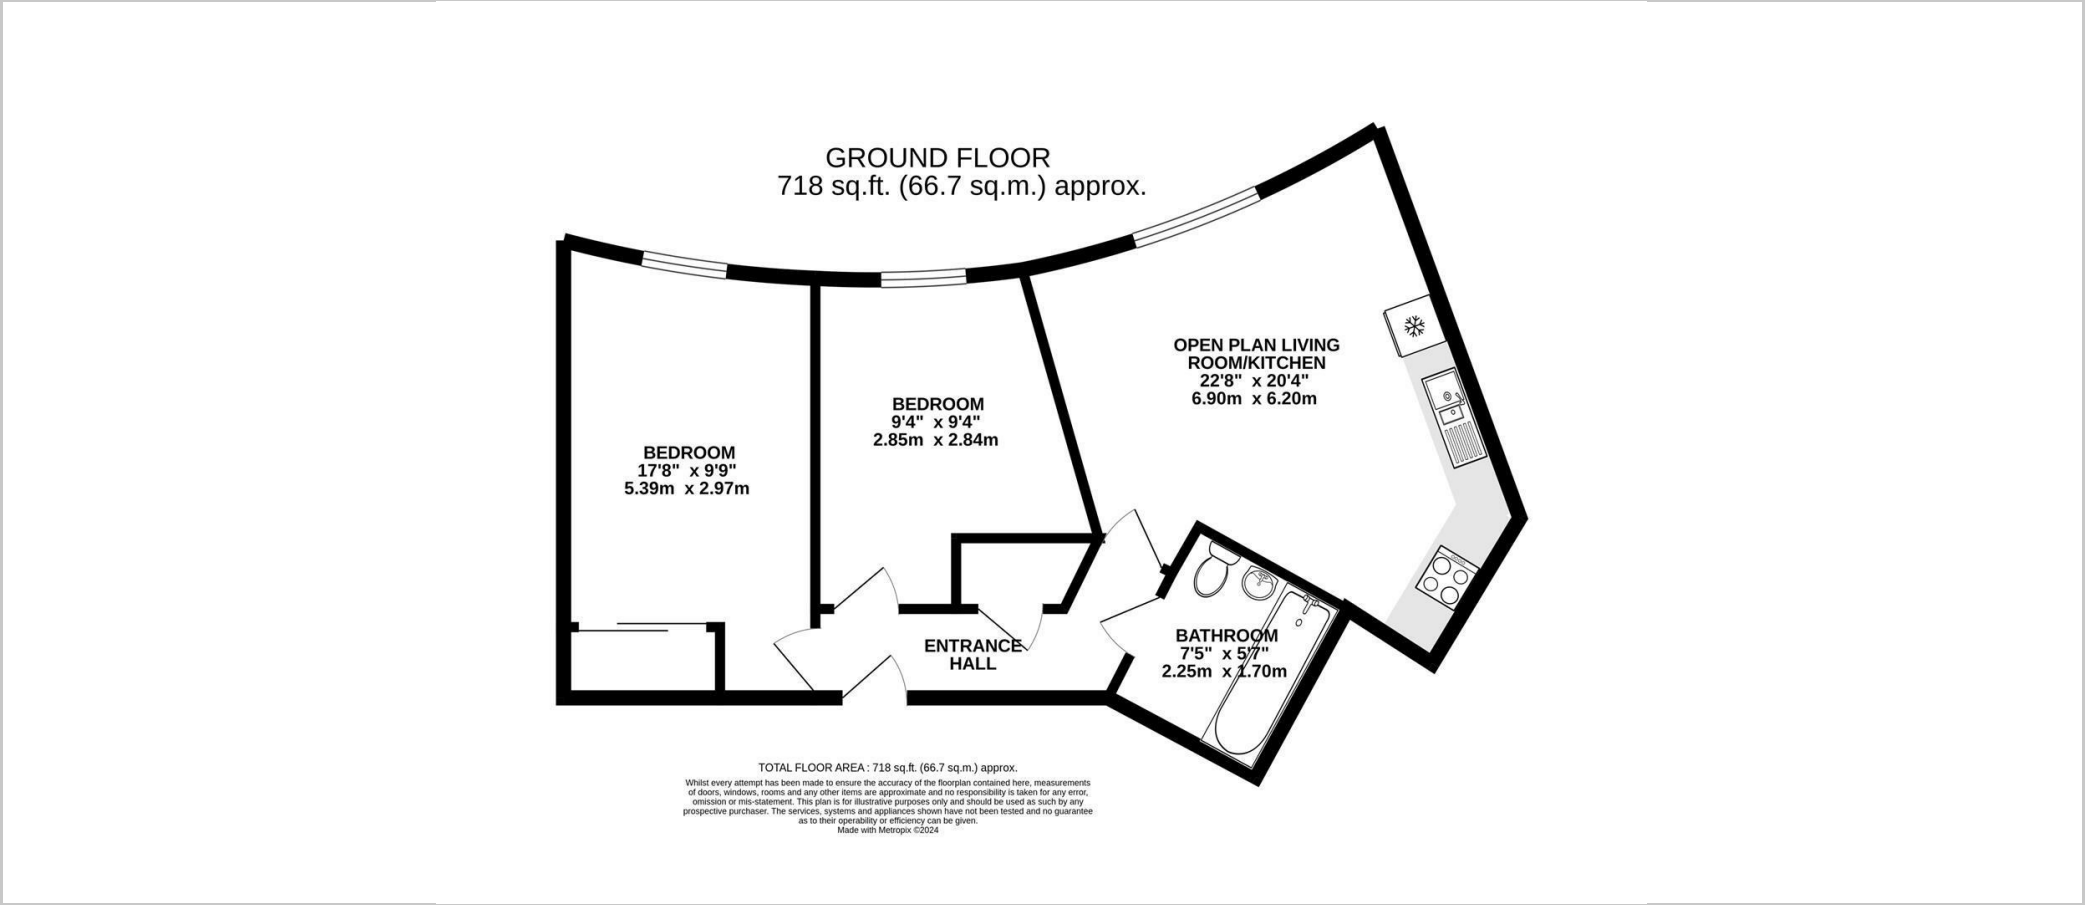 GROUND FLOOR
718 sq.ft. (66.7 sq.m.) approx.
OPEN PLAN LIVING
ROOM/KITCHEN
22'8" x 20'4"
6.90m x 6.20m
BEDROOM
9'4" x 9'4"
2.85m x 2.84m
BEDROOM
17'8" x 9'9"
5.39m x 2.97m
ENTRANCE
HALL
BATHROOM
7'5" x 5'7"
2.25m x 1.70m
TOTAL FLOOR AREA : 718 sq.ft. (66.7 sq.m.) approx.
Whilst every attempt has been made to ensure the accuracy of the floorplan contained here, measurements
of doors, windows, rooms and any other items are approximate and no responsibility is taken for any error,
omission or mis-statement. This plan is for illustrative purposes only and should be used as such by any
prospective purchaser. The services, systems and appliances shown have not been tested and no guarantee
as to their operability or efficiency can be given.
Made with Metropix ©2024